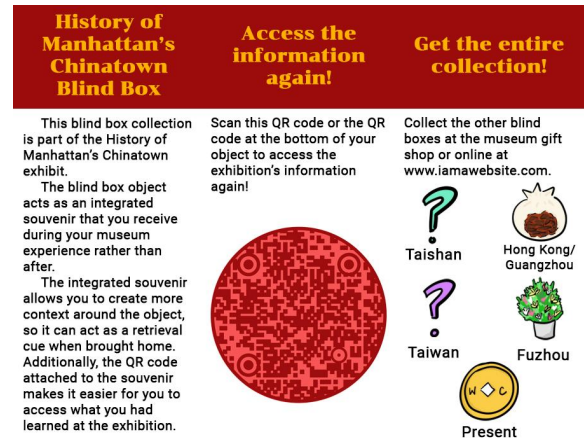 History of
Manhattan's
Chinatown
Blind Box
This blind box collection
is part of the History of
Manhattan's Chinatown
exhibit.
The blind box object
acts as an integrated
souvenir that you receive
during your museum
experience rather than
after.
The integrated souvenir
allows you to create more
context around the object,
so it can act as a retrieval
cue when brought home.
Additionally, the QR code
attached to the souvenir
makes it easier for you to
access what you had
learned at the exhibition.
Access the
information
again!
Scan this QR code or the QR
code at the bottom of your
object to access the
exhibition's information
again!
Get the entire
collection!
Collect the other blind
boxes at the museum gift
shop or online at
www.iamawebsite.com.
?
Taishan
Hong Kong/
Guangzhou
?
Taiwan
Fuzhou
W C
Present